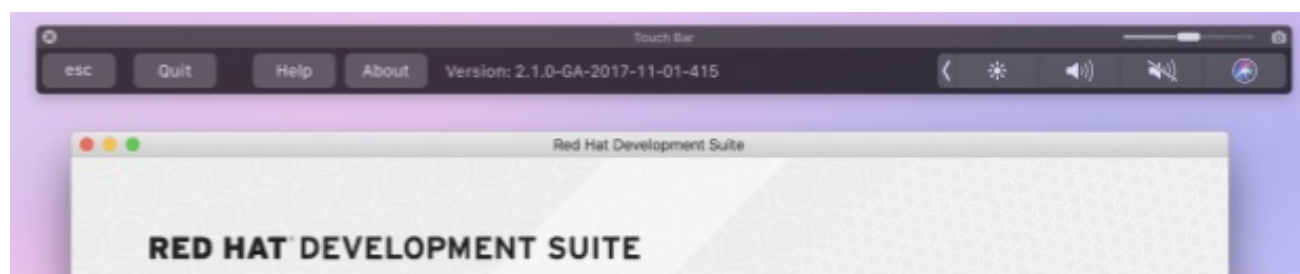 Touch Bar
esc Quit Help About Version: 2.1.0-GA-2017-11-01-415
Red Hat Development Suite
RED HAT DEVELOPMENT SUITE